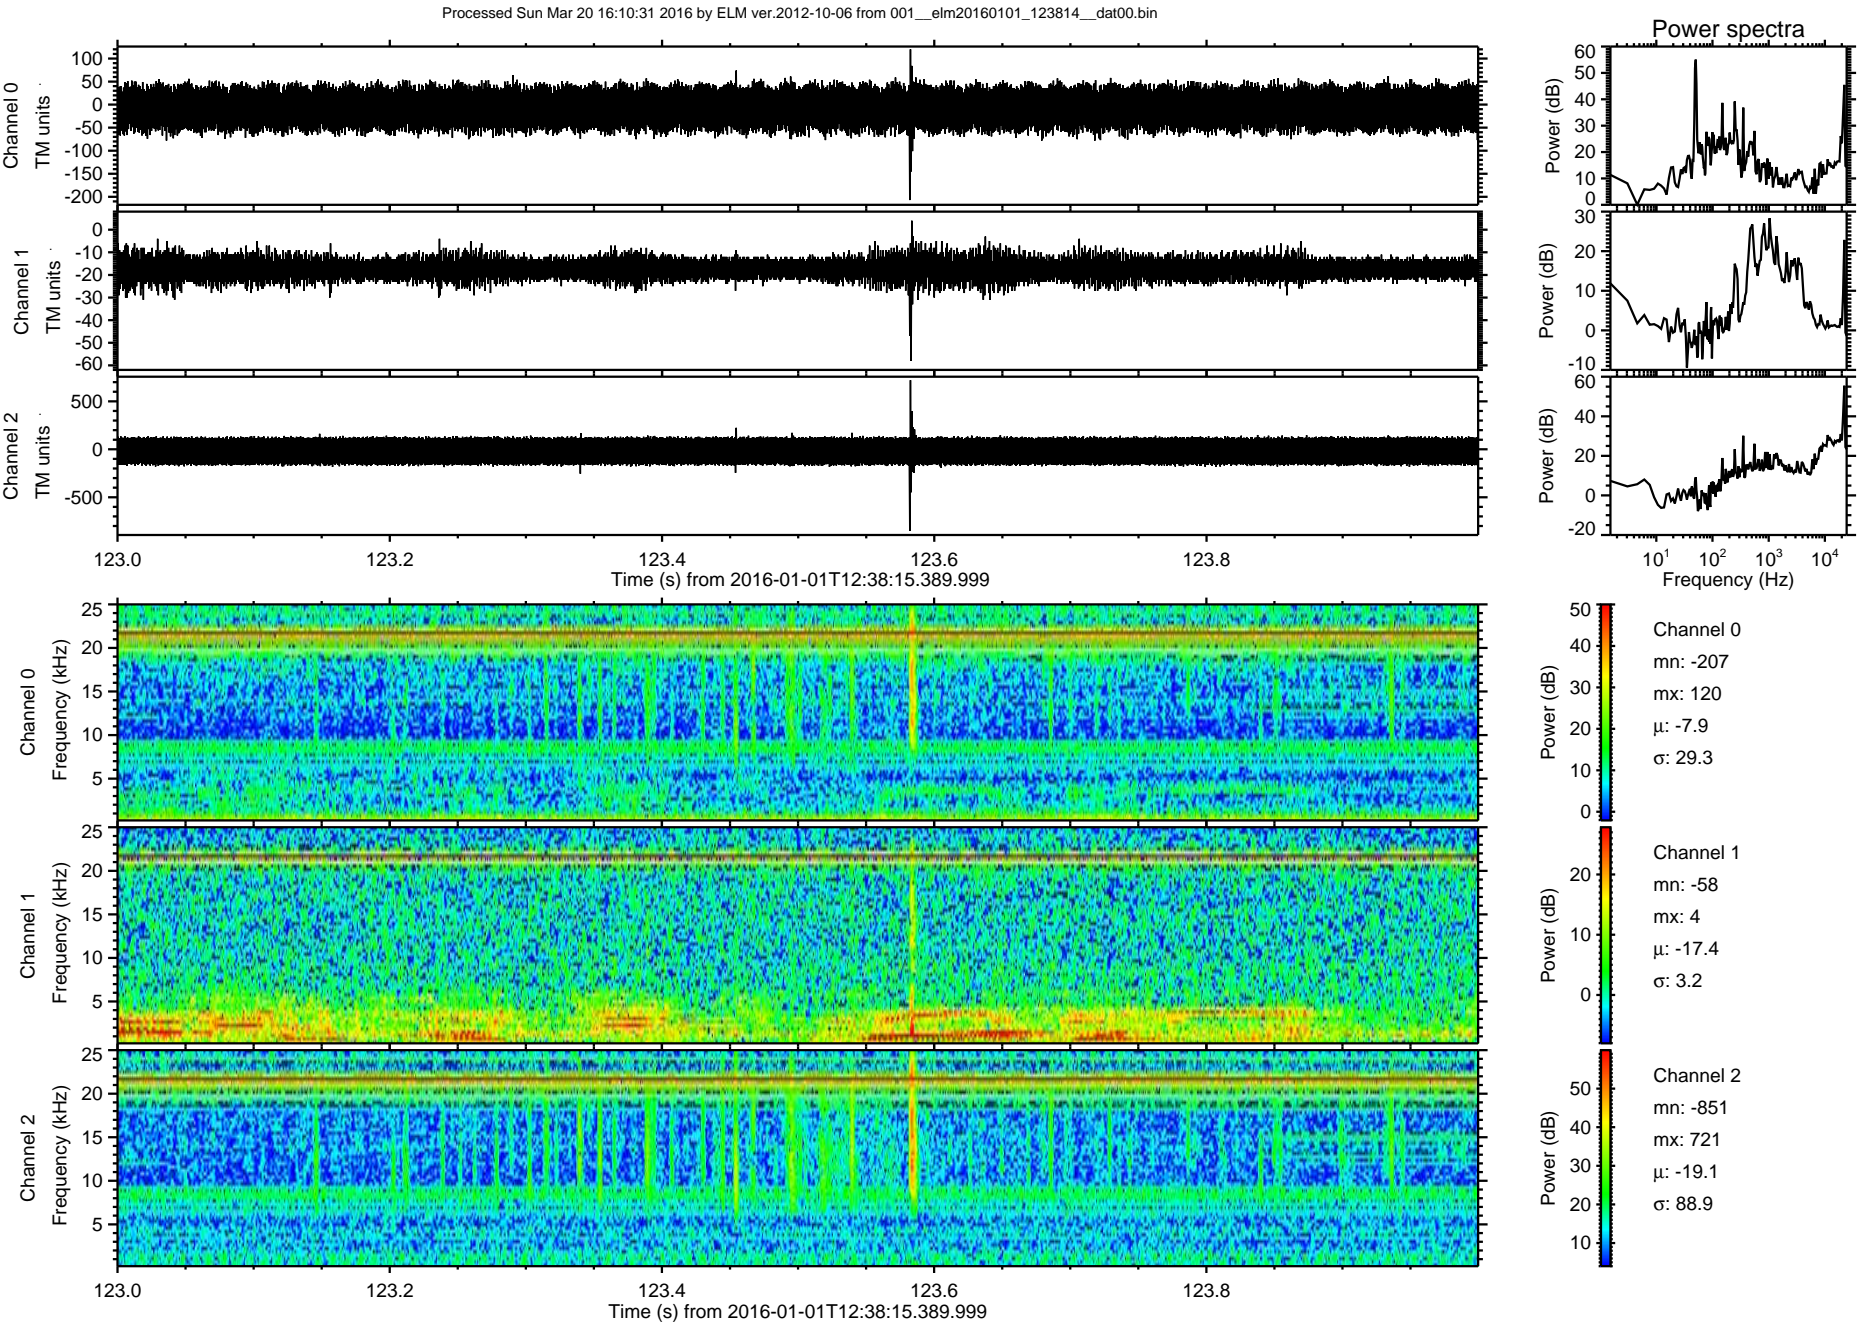 Processed Sun Mar 20 16:10:31 2016 by ELM ver.2012-10-06 from 001__elm20160101_123814__dat00.bin
Power spectra
Channel 0
TM units
100
50
0
-50
-100
-150
-200
Power (dB)
60
50
40
30
20
10
0
Channel 1
TM units
0
-10
-20
-30
-40
-50
-60
Power (dB)
30
20
10
0
-10
Channel 2
TM units
500
0
-500
Power (dB)
60
40
20
0
-20
123.0 123.2 123.4 123.6 123.8
Time (s) from 2016-01-01T12:38:15.389.999
10^1 10^2 10^3 10^4
Frequency (Hz)
Channel 0
Frequency (kHz)
25
20
15
10
5
Power (dB)
50
40
30
20
10
0
Channel 0
mn: -207
mx: 120
μ: -7.9
σ: 29.3
Channel 1
Frequency (kHz)
25
20
15
10
5
Power (dB)
20
10
0
Channel 1
mn: -58
mx: 4
μ: -17.4
σ: 3.2
Channel 2
Frequency (kHz)
25
20
15
10
5
Power (dB)
50
40
30
20
10
Channel 2
mn: -851
mx: 721
μ: -19.1
σ: 88.9
123.0 123.2 123.4 123.6 123.8
Time (s) from 2016-01-01T12:38:15.389.999